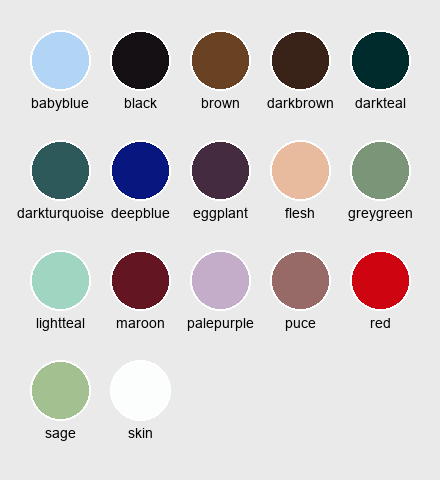 babyblue black brown darkbrown darkteal
darkturquoise deepblue eggplant flesh greygreen
lightteal maroon palepurple puce red
sage skin